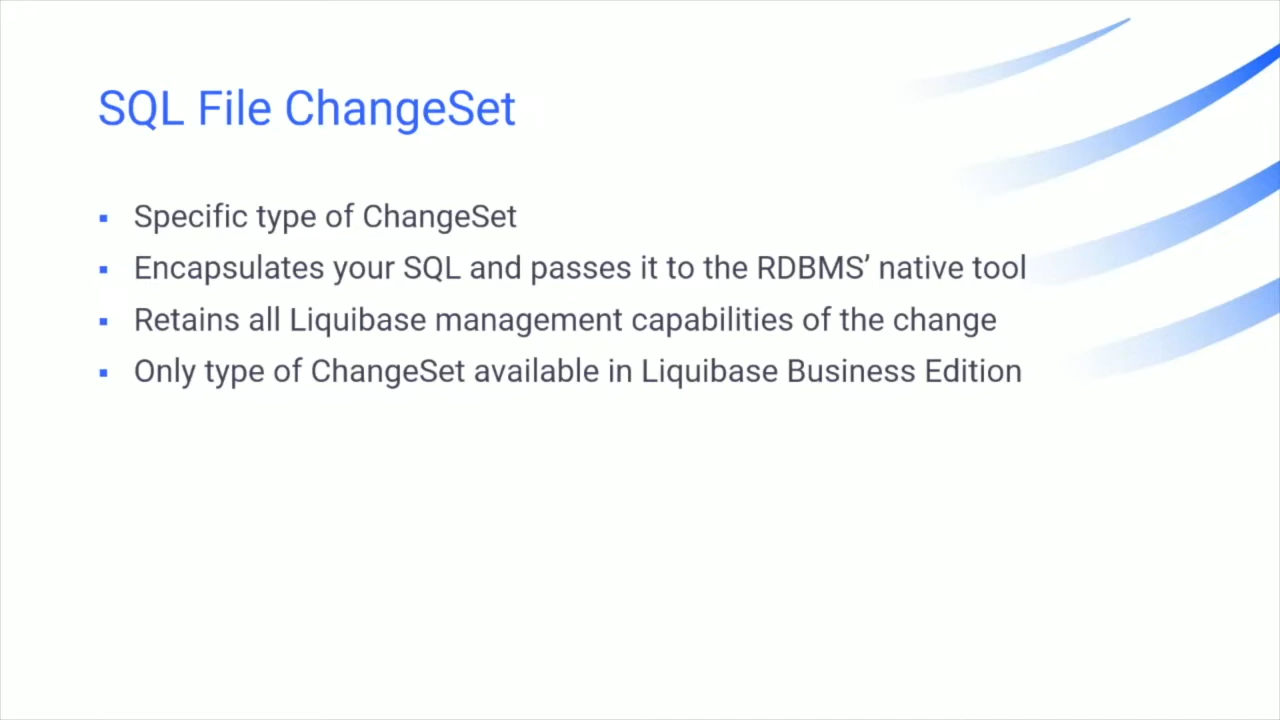 SQL File ChangeSet
▪ Specific type of ChangeSet
▪ Encapsulates your SQL and passes it to the RDBMS’ native tool
▪ Retains all Liquibase management capabilities of the change
▪ Only type of ChangeSet available in Liquibase Business Edition